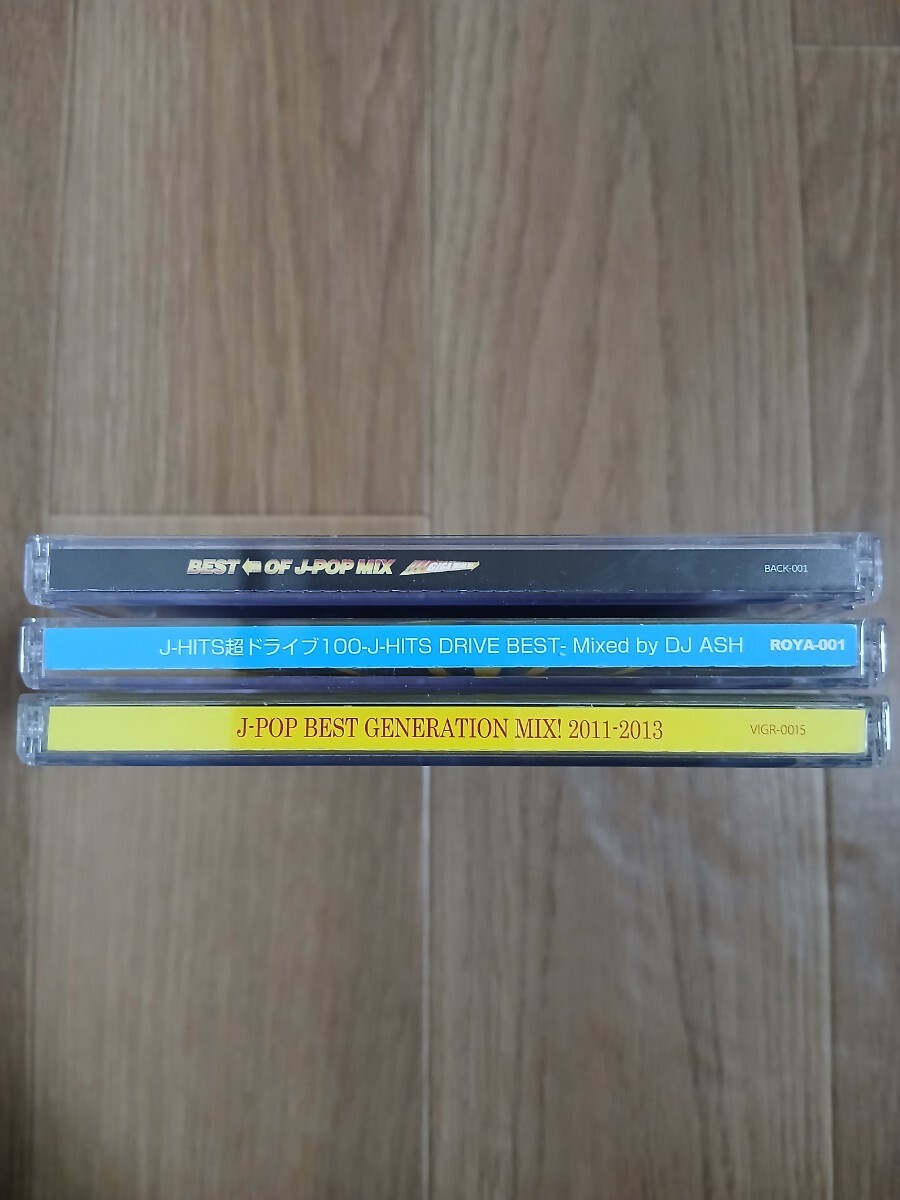 BEST OF J-POP MIX BACK-001
J-HITS超ドライブ100-J-HITS DRIVE BEST- Mixed by DJ ASH ROYA-001
J-POP BEST GENERATION MIX! 2011-2013 VIGR-0015